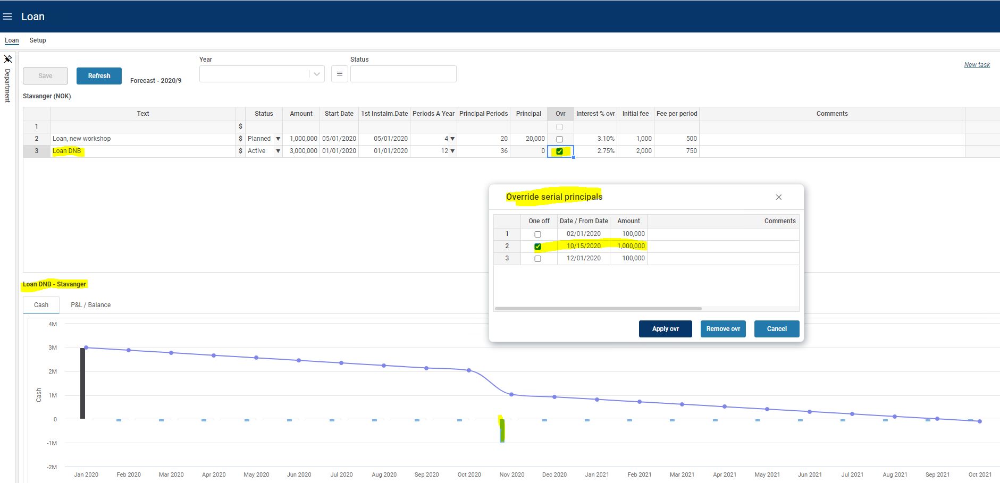 Loan
Loan Setup
Department
Year Status
New task
Save Refresh Forecast - 2020/9
Stavanger (NOK)
Text Status Amount Start Date 1st Instalm.Date Periods A Year Principal Periods Principal Ovr Interest % ovr Initial fee Fee per period Comments
1 $
2 Loan, new workshop $ Planned 1,000,000 05/01/2020 05/01/2020 4 20 20,000 3.10% 1,000 500
3 Loan DNB $ Active 3,000,000 01/01/2020 01/01/2020 12 36 0 2.75% 2,000 750
Override serial principals
One off Date / From Date Amount Comments
1 02/01/2020 100,000
2 10/15/2020 1,000,000
3 12/01/2020 100,000
Apply ovr Remove ovr Cancel
Loan DNB - Stavanger
Cash P&L / Balance
Cash
4M
3M
2M
1M
0
-1M
-2M
Jan 2020 Feb 2020 Mar 2020 Apr 2020 May 2020 Jun 2020 Jul 2020 Aug 2020 Sep 2020 Oct 2020 Nov 2020 Dec 2020 Jan 2021 Feb 2021 Mar 2021 Apr 2021 May 2021 Jun 2021 Jul 2021 Aug 2021 Sep 2021 Oct 2021